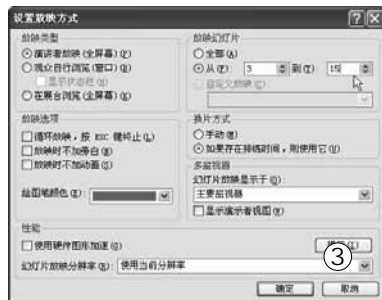 设置放映方式
放映类型
演讲者放映(全屏幕)(P)
观众自行浏览(窗口)(B)
显示状态栏(H)
在展台浏览(全屏幕)(K)
放映幻灯片
全部(A)
从(F): 3 到(T): 15
自定义放映(C):
放映选项
循环放映，按 ESC 键终止(L)
放映时不加旁白(N)
放映时不加动画(S)
绘图笔颜色(E):
换片方式
手动(M)
如果存在排练时间，则使用它(U)
多监视器
幻灯片放映显示于(O):
主要监视器
显示演示者视图(W)
性能
使用硬件图形加速(G)
提示(I)
③
幻灯片放映分辨率(R): 使用当前分辨率
确定 取消